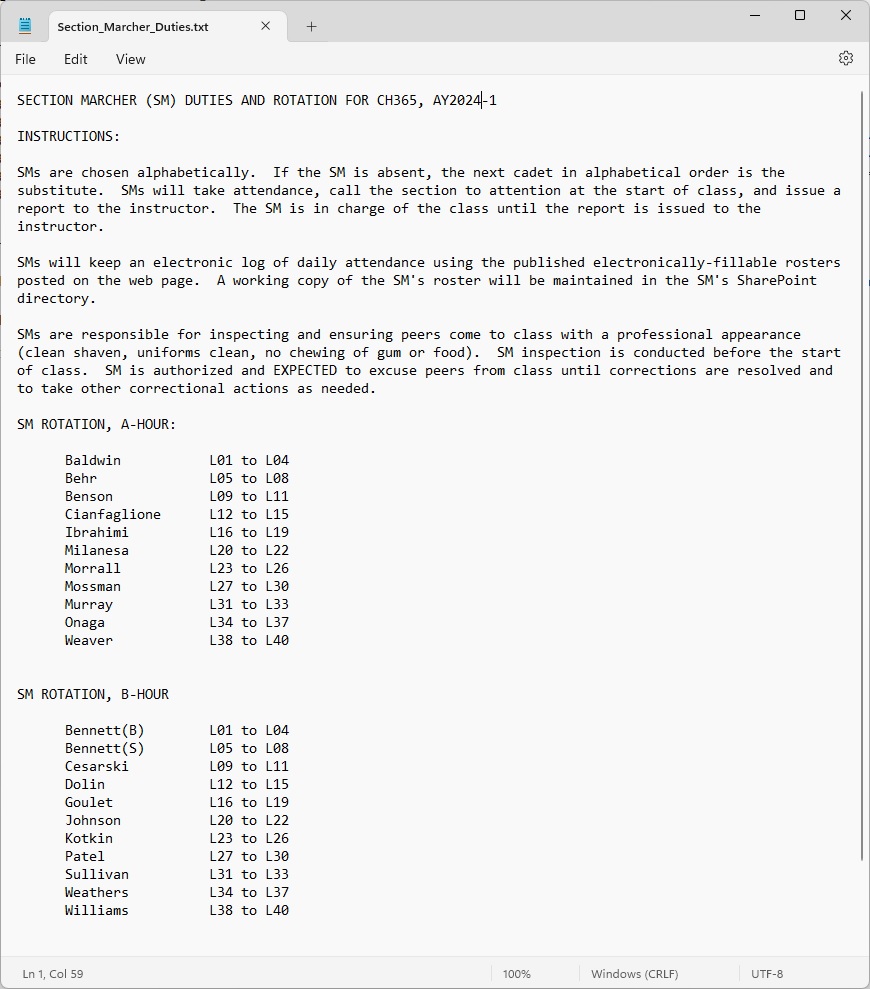 Section_Marcher_Duties.txt
File Edit View
SECTION MARCHER (SM) DUTIES AND ROTATION FOR CH365, AY2024-1
INSTRUCTIONS:
SMs are chosen alphabetically.  If the SM is absent, the next cadet in alphabetical order is the
substitute.  SMs will take attendance, call the section to attention at the start of class, and issue a
report to the instructor.  The SM is in charge of the class until the report is issued to the
instructor.
SMs will keep an electronic log of daily attendance using the published electronically-fillable rosters
posted on the web page.  A working copy of the SM's roster will be maintained in the SM's SharePoint
directory.
SMs are responsible for inspecting and ensuring peers come to class with a professional appearance
(clean shaven, uniforms clean, no chewing of gum or food).  SM inspection is conducted before the start
of class.  SM is authorized and EXPECTED to excuse peers from class until corrections are resolved and
to take other correctional actions as needed.
SM ROTATION, A-HOUR:
Baldwin L01 to L04
Behr L05 to L08
Benson L09 to L11
Cianfaglione L12 to L15
Ibrahimi L16 to L19
Milanesa L20 to L22
Morrall L23 to L26
Mossman L27 to L30
Murray L31 to L33
Onaga L34 to L37
Weaver L38 to L40
SM ROTATION, B-HOUR
Bennett(B) L01 to L04
Bennett(S) L05 to L08
Cesarski L09 to L11
Dolin L12 to L15
Goulet L16 to L19
Johnson L20 to L22
Kotkin L23 to L26
Patel L27 to L30
Sullivan L31 to L33
Weathers L34 to L37
Williams L38 to L40
Ln 1, Col 59 100% Windows (CRLF) UTF-8